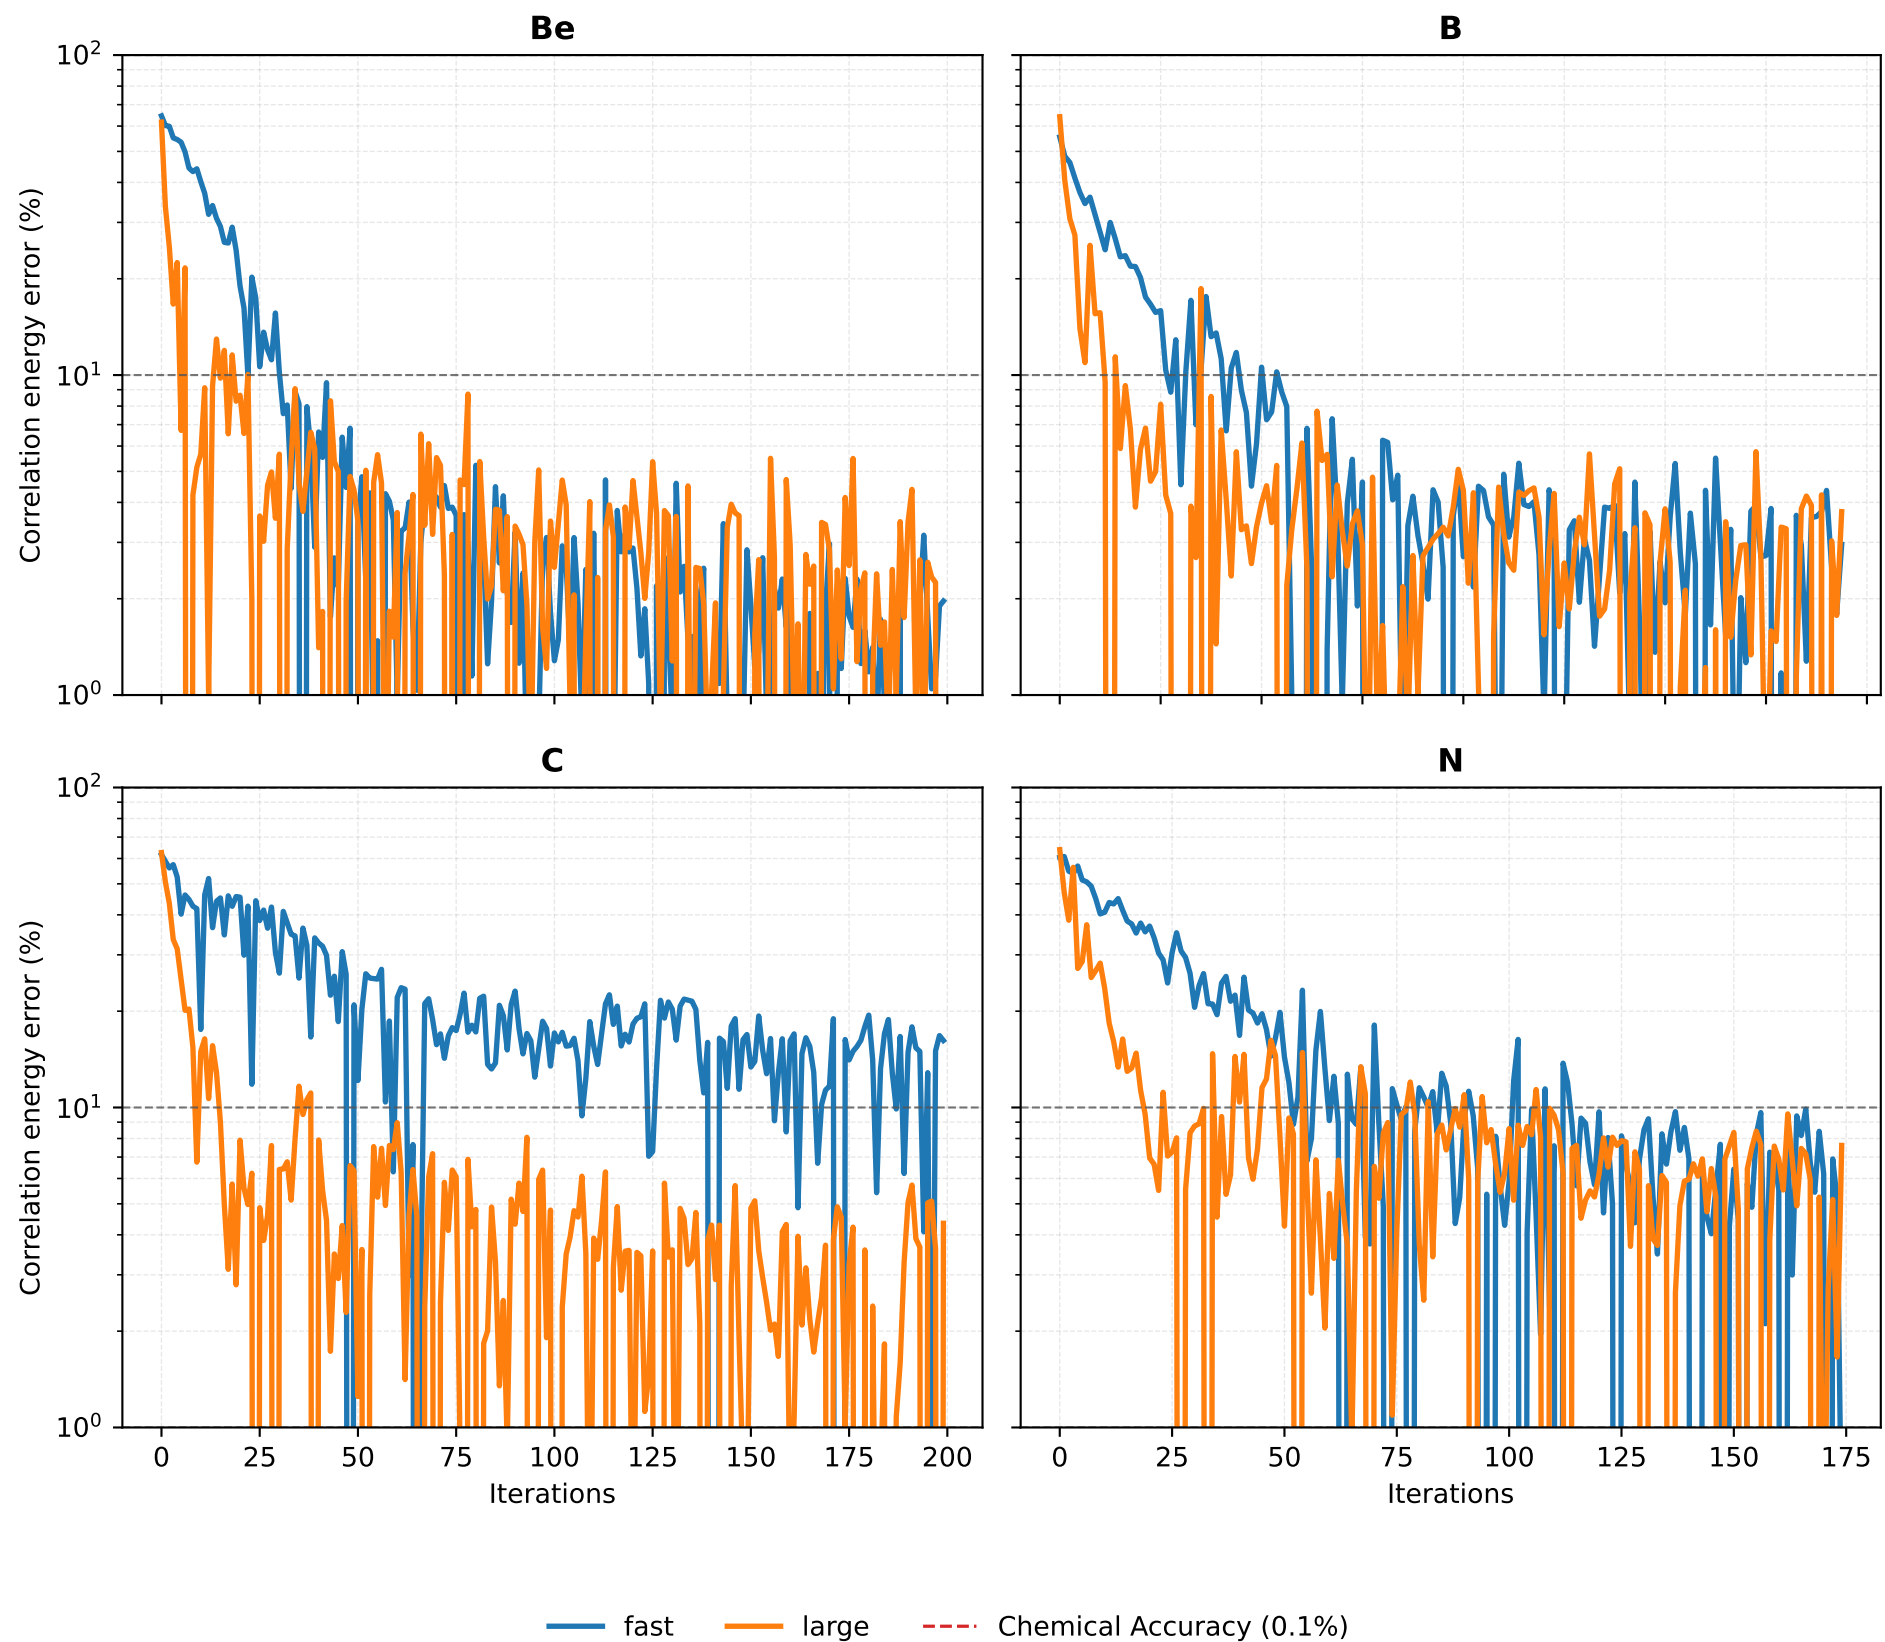 Be
B
Correlation energy error (%)
10²
10¹
10⁰
C
N
Correlation energy error (%)
10²
10¹
10⁰
0 25 50 75 100 125 150 175 200
0 25 50 75 100 125 150 175
Iterations
Iterations
fast large Chemical Accuracy (0.1%)